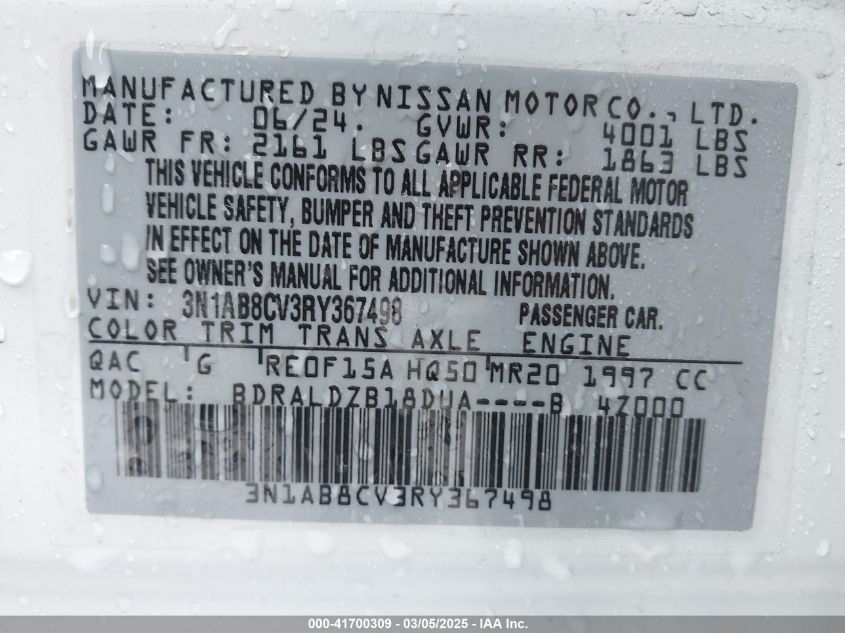 MANUFACTURED BY NISSAN MOTOR CO., LTD.
DATE: 06/24. GVWR: 4001 LBS
GAWR FR: 2161 LBS GAWR RR: 1863 LBS
THIS VEHICLE CONFORMS TO ALL APPLICABLE FEDERAL MOTOR
VEHICLE SAFETY, BUMPER AND THEFT PREVENTION STANDARDS
IN EFFECT ON THE DATE OF MANUFACTURE SHOWN ABOVE.
SEE OWNER'S MANUAL FOR ADDITIONAL INFORMATION.
VIN: 3N1AB8CV3RY367498 PASSENGER CAR.
COLOR TRIM TRANS AXLE ENGINE
QAC G RE0F15A HQ50 MR20 1997 CC
MODEL: BDRALDZB18DUA----B 4Z000
3N1AB8CV3RY367498
000-41700309 - 03/05/2025 - IAA Inc.